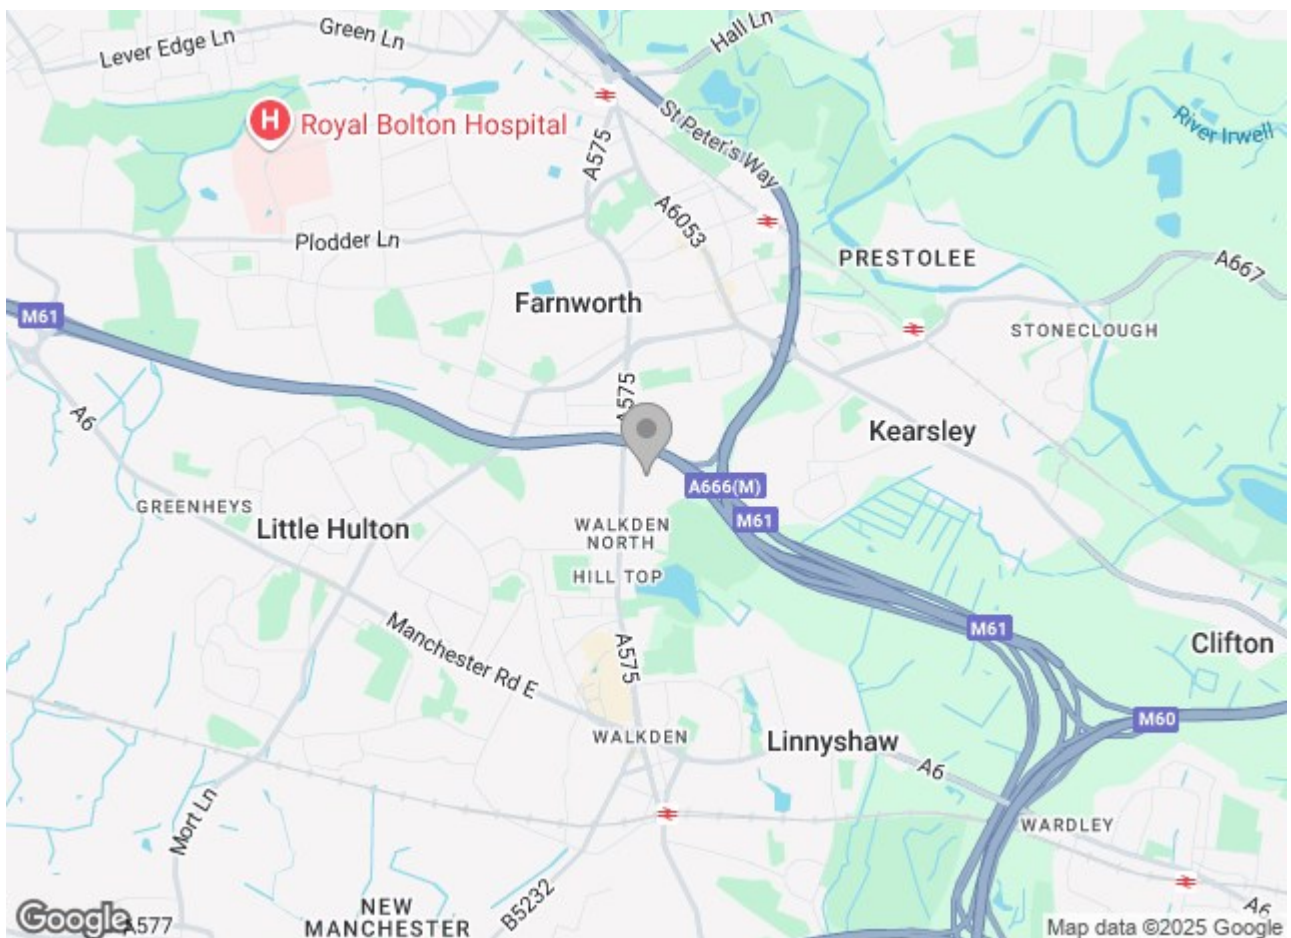 Hall Ln
Green Ln
Lever Edge Ln
H
Royal Bolton Hospital
A575
St Peter's Way
River Irwell
A6053
Plodder Ln
PRESTOLEE
A667
Farnworth
M61
STONECLOUGH
A575
A6
Kearsley
A666(M)
GREENHEYS
M61
Little Hulton
WALKDEN
NORTH
HILL TOP
M61
Manchester Rd E
A575
Clifton
M60
WALKDEN
Linnyshaw
A6
Mort Ln
WARDLEY
B5232
NEW
MANCHESTER
A6
Google
A577
Map data ©2025 Google